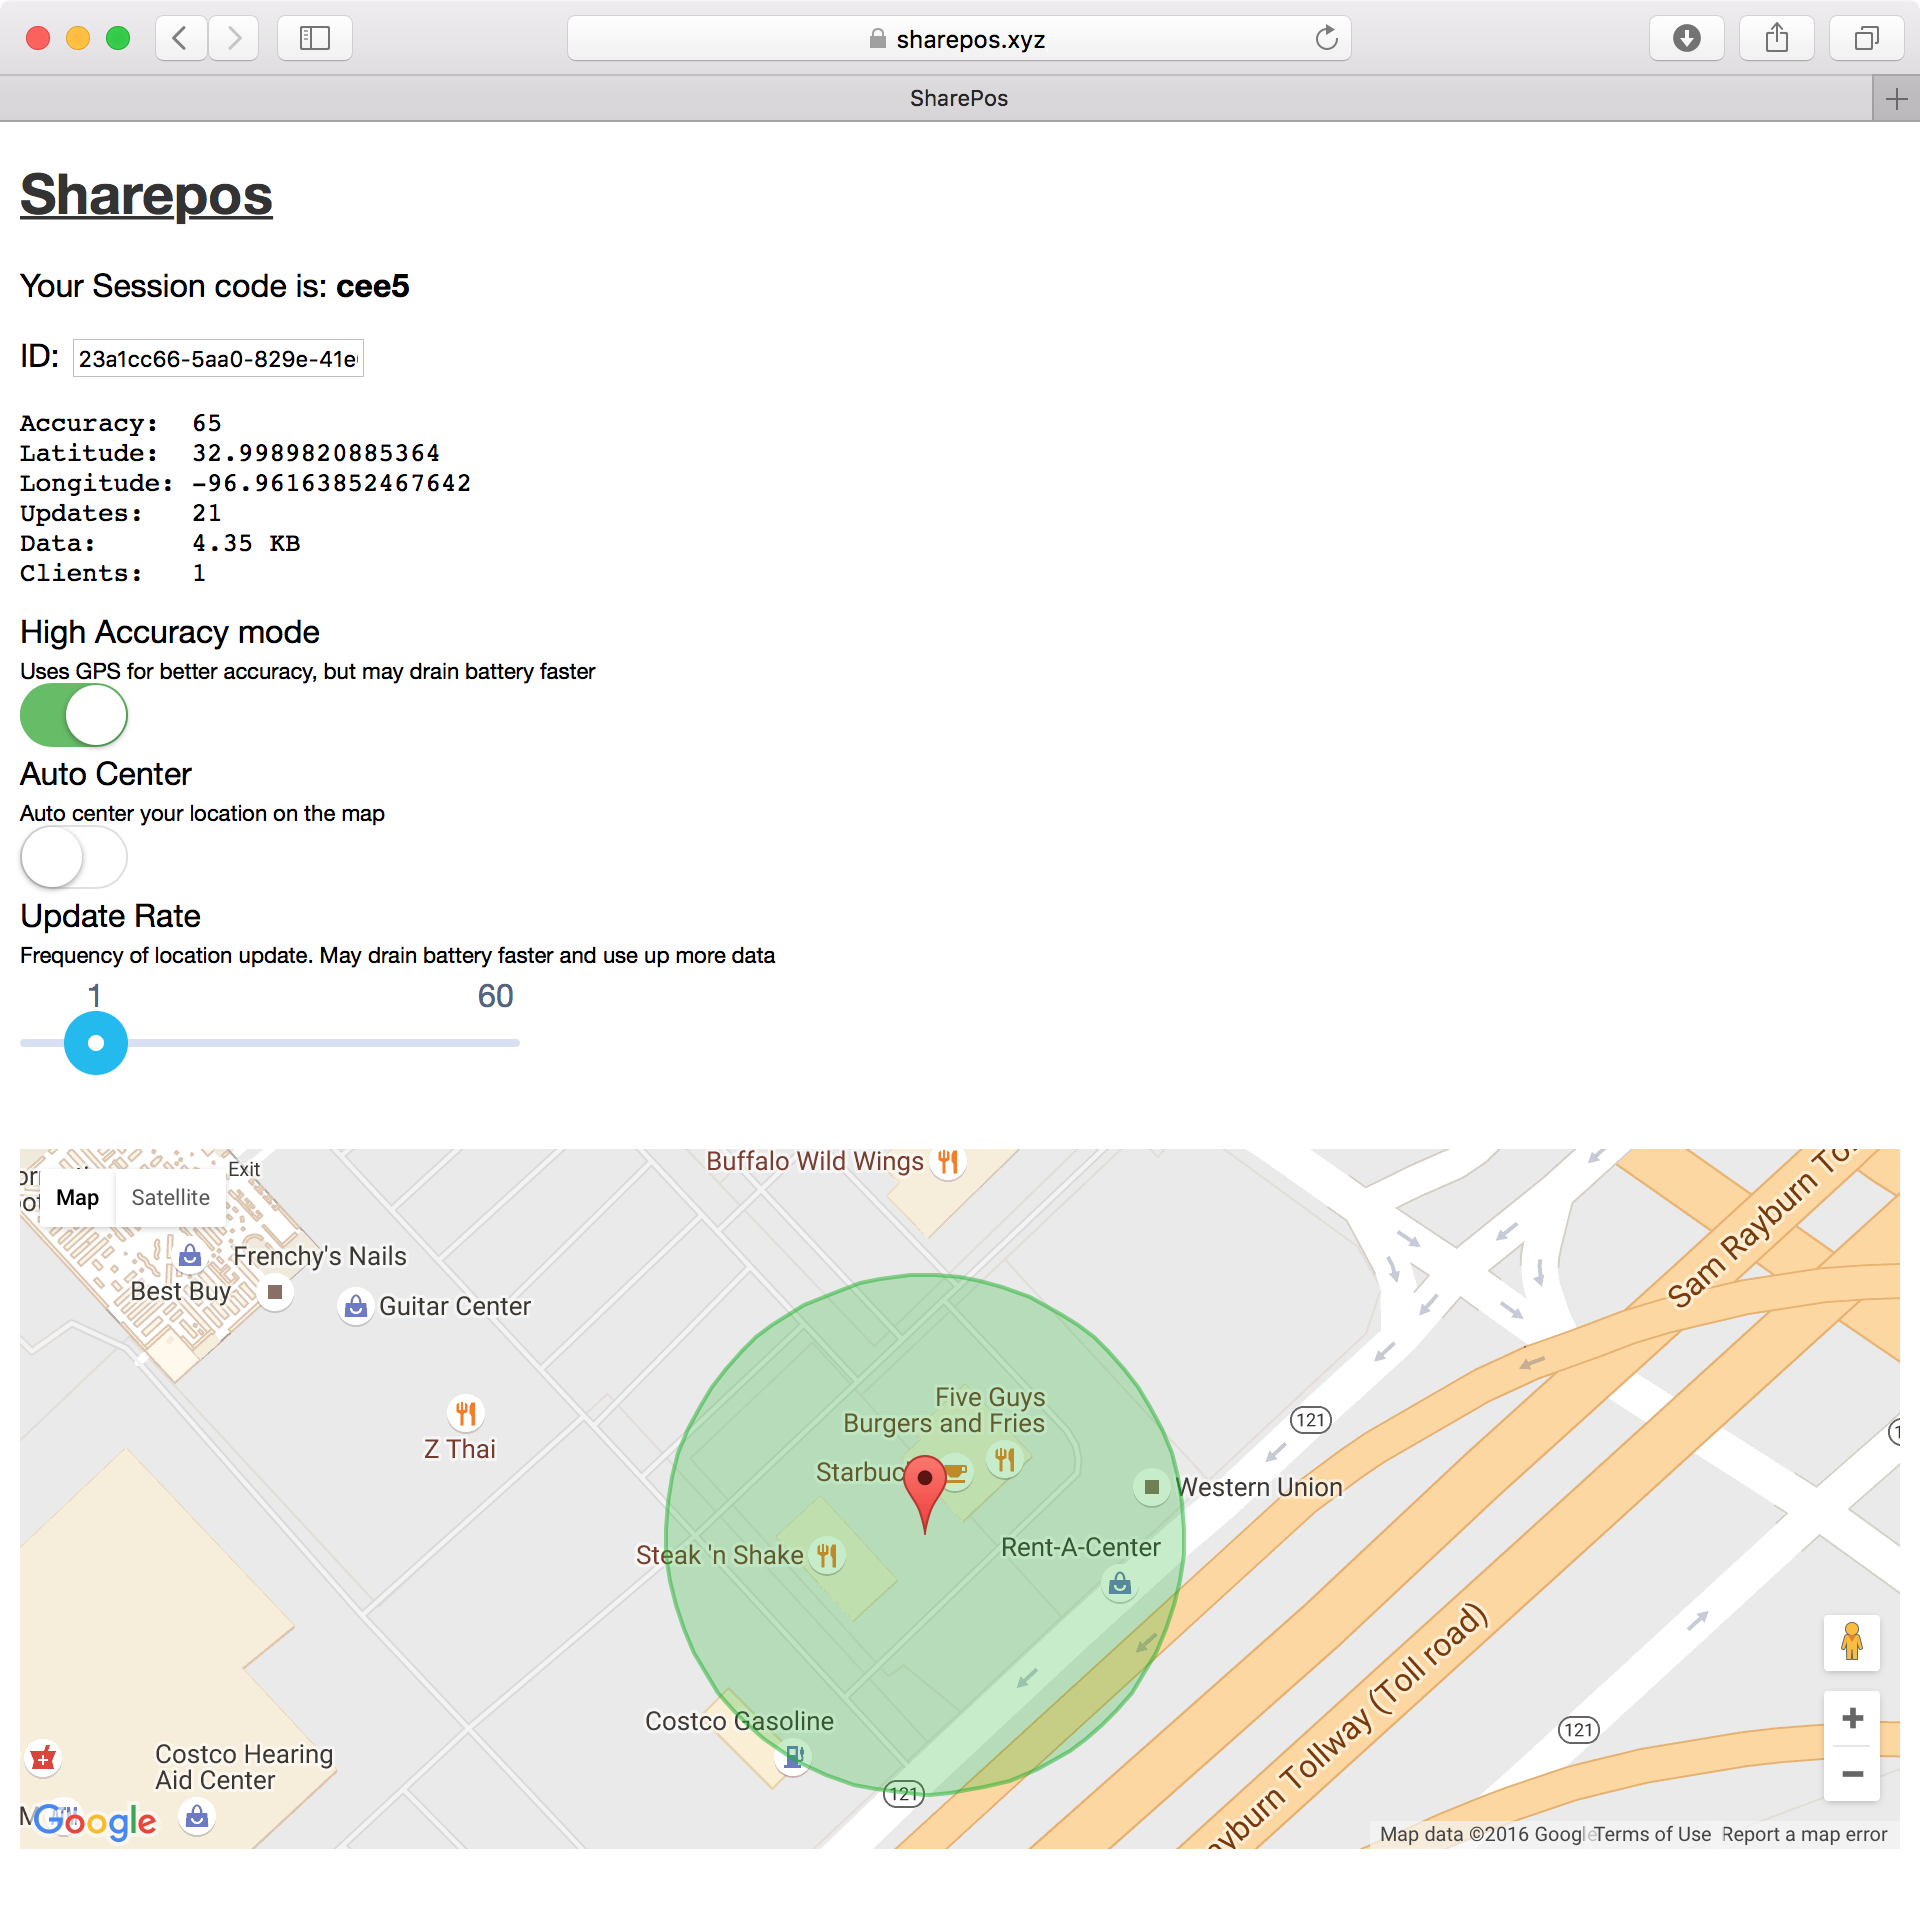 sharepos.xyz
SharePos
Sharepos
Your Session code is: cee5
ID: 23a1cc66-5aa0-829e-41e
Accuracy: 65
Latitude: 32.9989820885364
Longitude: -96.96163852467642
Updates: 21
Data: 4.35 KB
Clients: 1
High Accuracy mode
Uses GPS for better accuracy, but may drain battery faster
Auto Center
Auto center your location on the map
Update Rate
Frequency of location update. May drain battery faster and use up more data
1 60
Exit
Map Satellite
Buffalo Wild Wings
Sam Rayburn To
Frenchy's Nails
Best Buy
Guitar Center
Five Guys
Burgers and Fries
121
Z Thai
Starbuc
Western Union
Steak 'n Shake
Rent-A-Center
Costco Gasoline
yburn Tollway (Toll road)
121
Costco Hearing
Aid Center
121
Google
Map data ©2016 Googl Terms of Use Report a map error